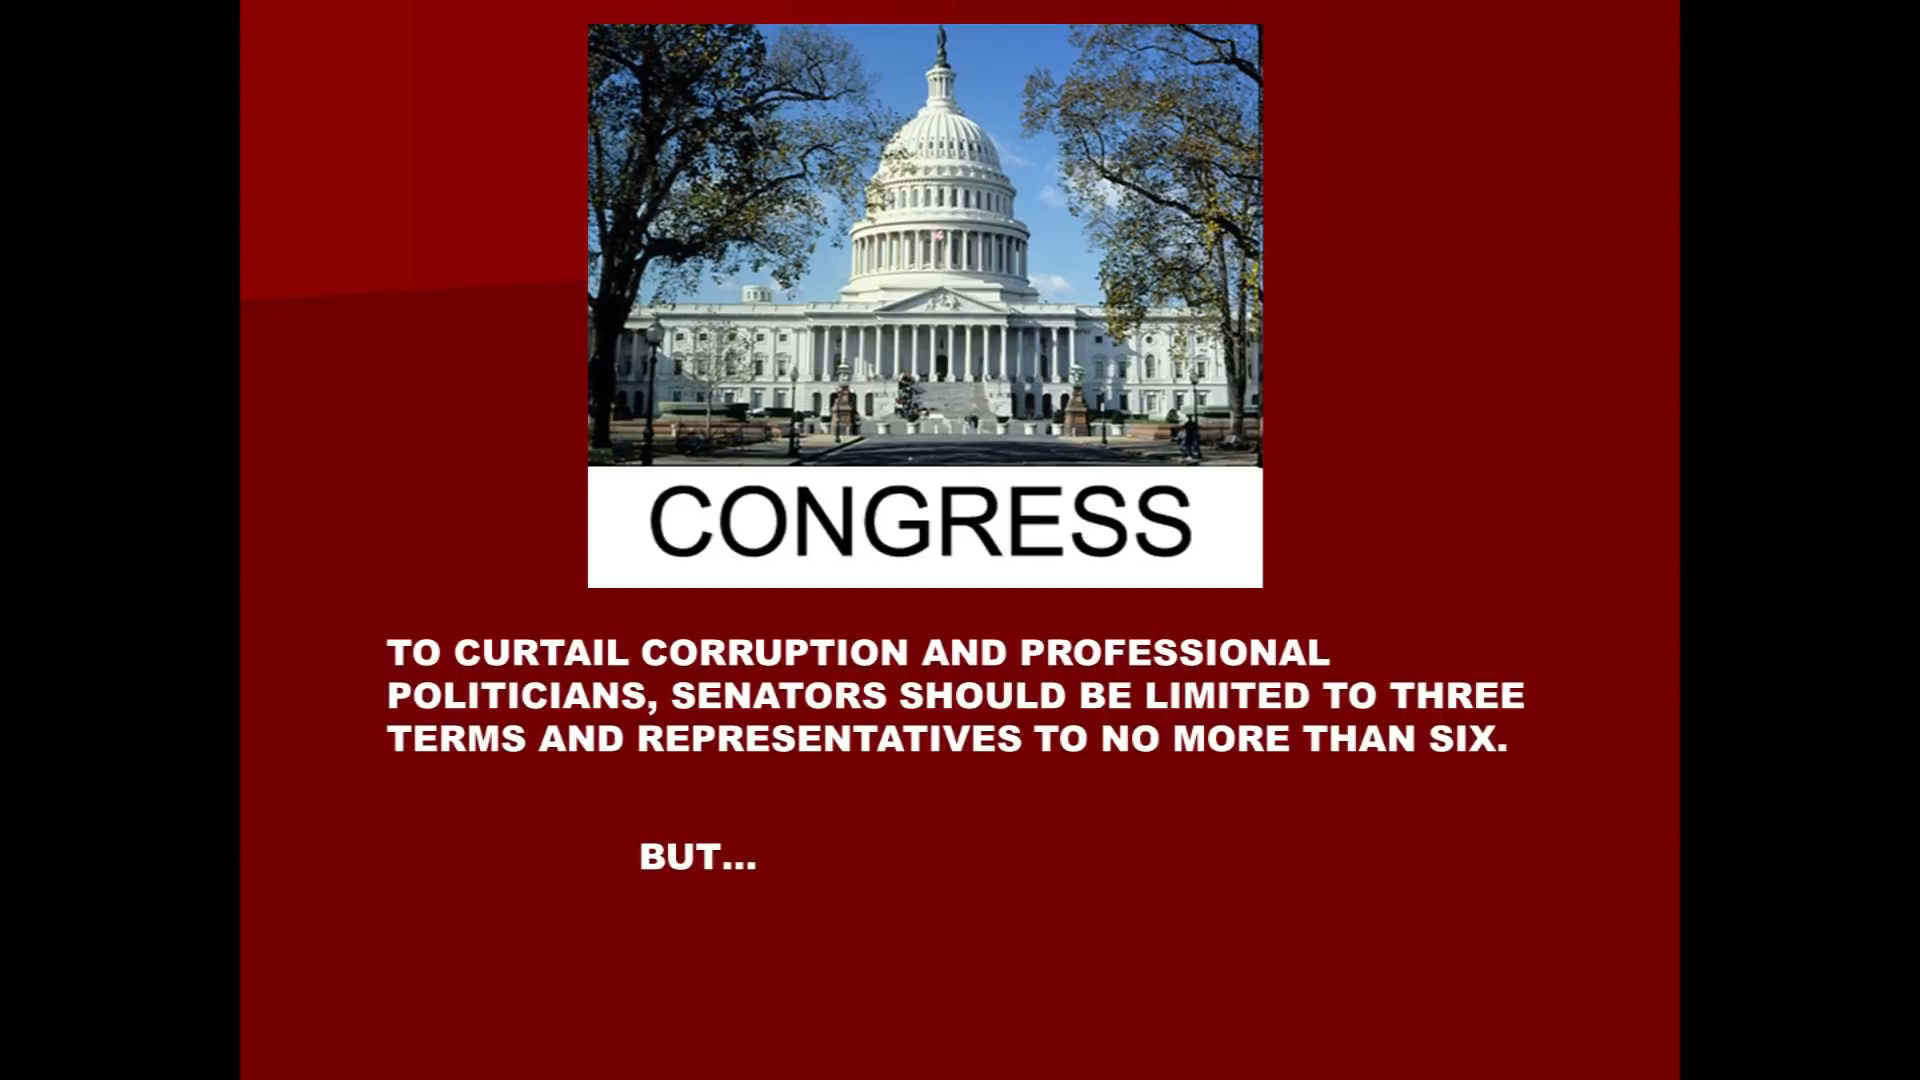 CONGRESS
TO CURTAIL CORRUPTION AND PROFESSIONAL
POLITICIANS, SENATORS SHOULD BE LIMITED TO THREE
TERMS AND REPRESENTATIVES TO NO MORE THAN SIX.
BUT...